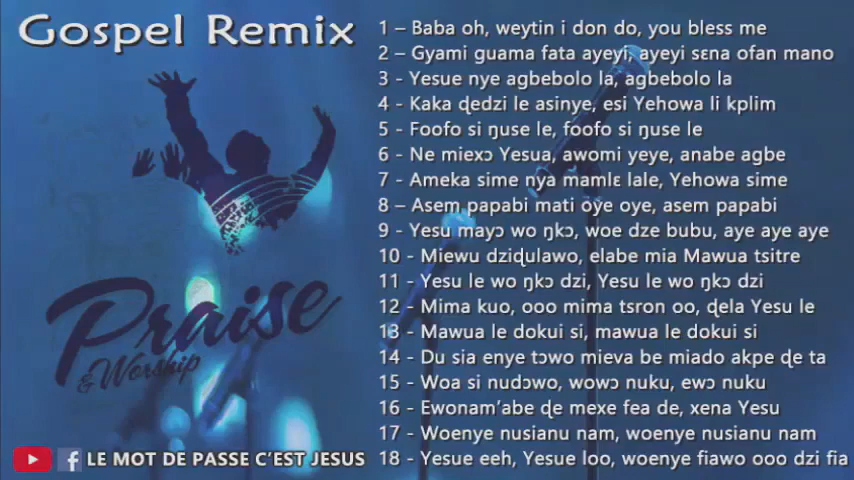 Gospel Remix
1 – Baba oh, weytin i don do, you bless me
2 – Gyami guama fata ayeyi, ayeyi sɛna ofan mano
3 - Yesue nye agbebolo la, agbebolo la
4 - Kaka ɖedzi le asinye, esi Yehowa li kplim
5 - Foofo si ŋuse le, foofo si ŋuse le
6 - Ne miexɔ Yesua, awomi yeye, anabe agbe
7 - Ameka sime nya mamlɛ lale, Yehowa sime
8 – Asem papabi mati oye oye, asem papabi
9 - Yesu mayɔ wo ŋkɔ, woe dze bubu, aye aye aye
10 - Miewu dziɖulawo, elabe mia Mawua tsitre
11 - Yesu le wo ŋkɔ dzi, Yesu le wo ŋkɔ dzi
12 - Mima kuo, ooo mima tsron oo, ɖela Yesu le
13 - Mawua le dokui si, mawua le dokui si
14 - Du sia enye tɔwo mieva be miado akpe ɖe ta
15 - Woa si nudɔwo, wowɔ nuku, ewɔ nuku
16 - Ewonam'abe ɖe mexe fea de, xena Yesu
17 - Woenye nusianu nam, woenye nusianu nam
18 - Yesue eeh, Yesue loo, woenye fiawo ooo dzi fia
Praise
& Worship
LE MOT DE PASSE C'EST JESUS